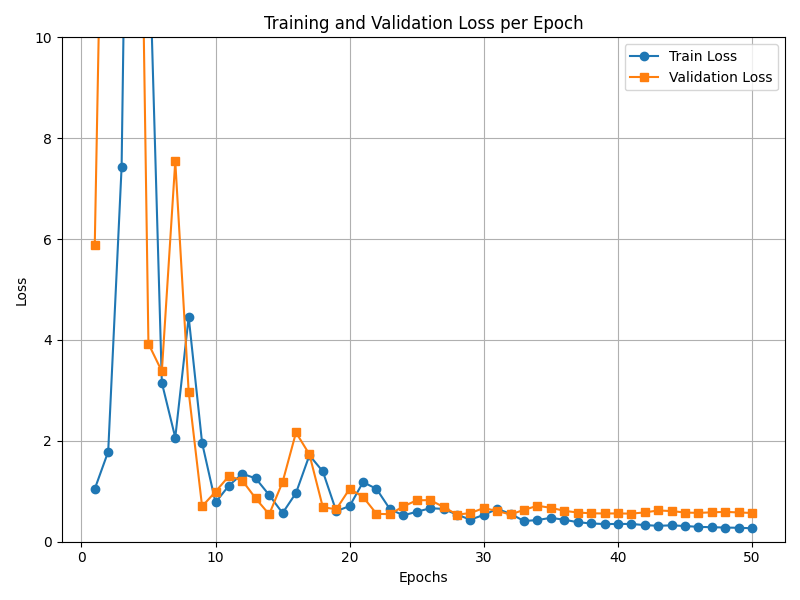 Training and Validation Loss per Epoch
Train Loss
Validation Loss
10
8
6
4
2
0
Loss
0 10 20 30 40 50
Epochs